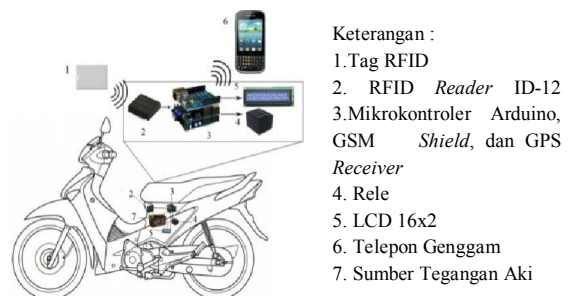 6
1
5
2
3
4
2
3
7
4
5
Keterangan :
1.Tag RFID
2. RFID Reader ID-12
3.Mikrokontroler Arduino,
GSM Shield, dan GPS
Receiver
4. Rele
5. LCD 16x2
6. Telepon Genggam
7. Sumber Tegangan Aki